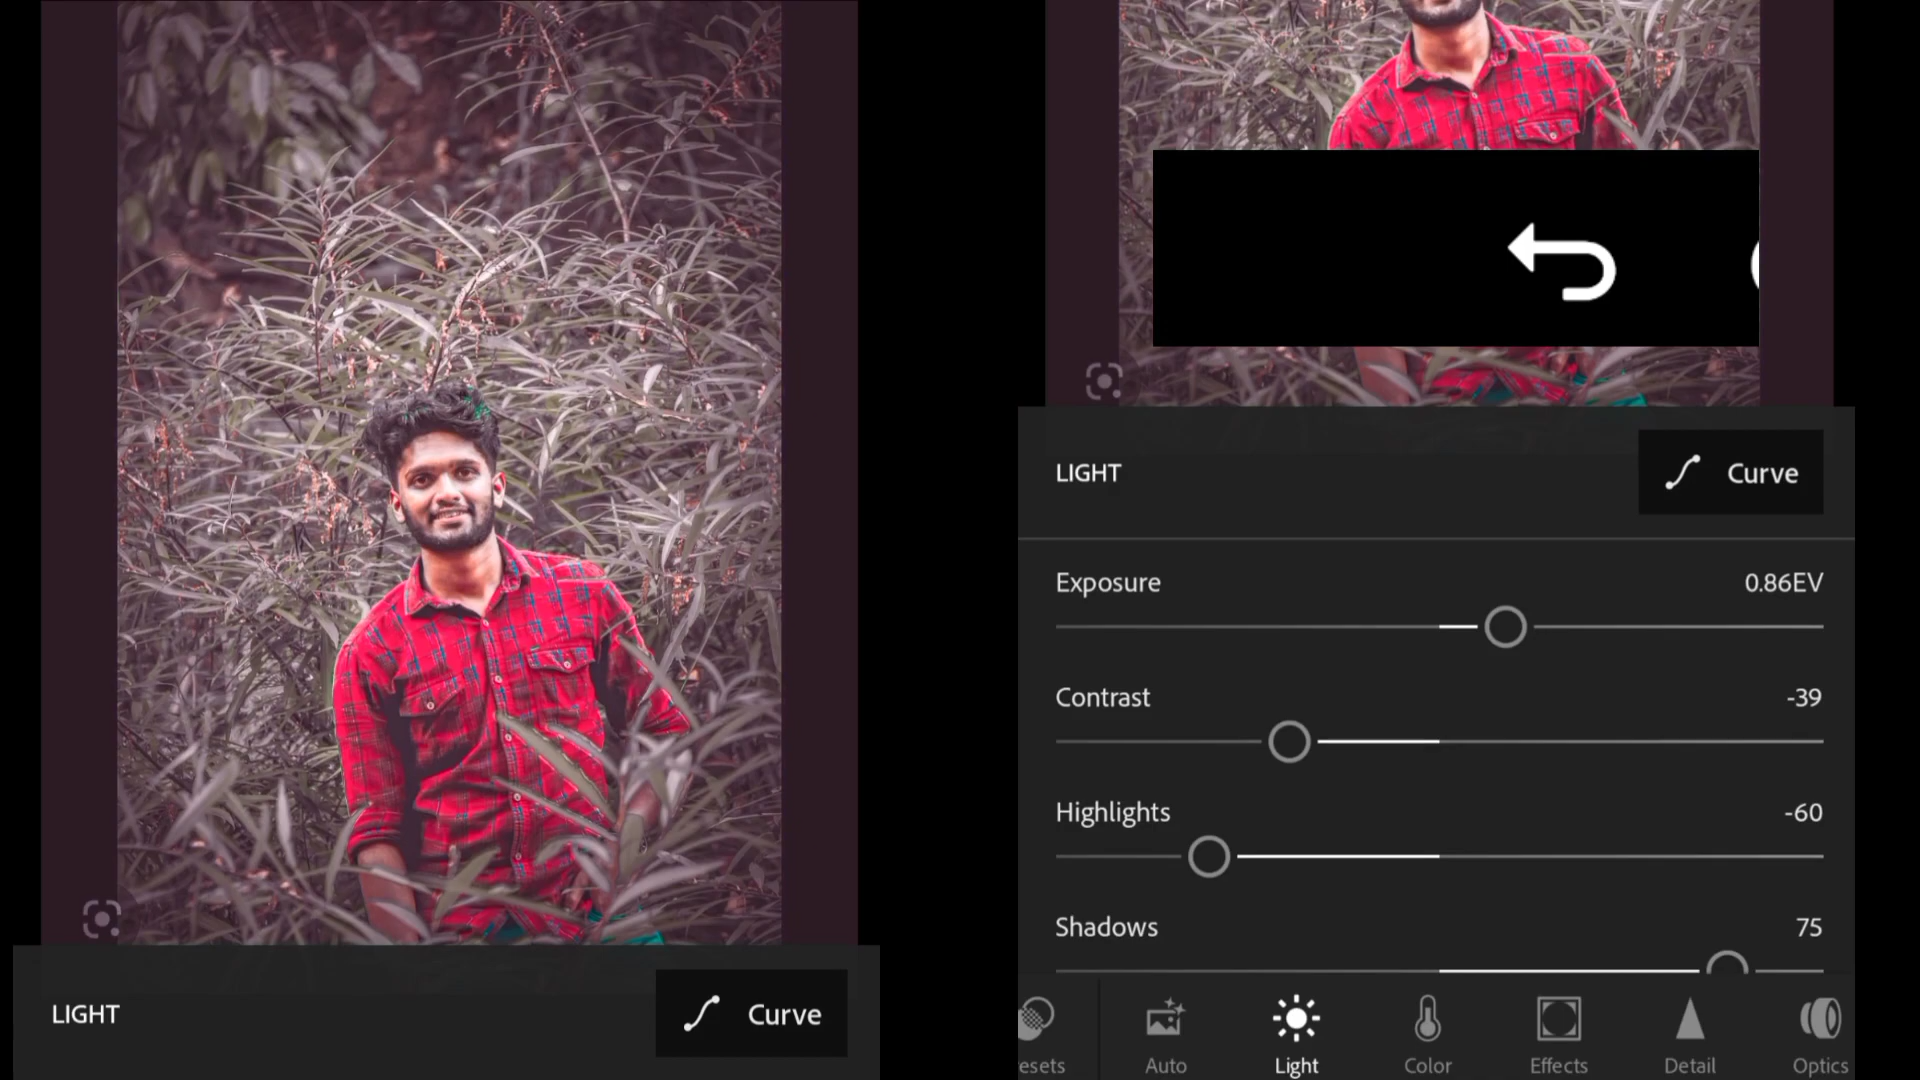 LIGHT
Curve
LIGHT
Curve
Exposure
0.86EV
Contrast
-39
Highlights
-60
Shadows
75
esets
Auto
Light
Color
Effects
Detail
Optics